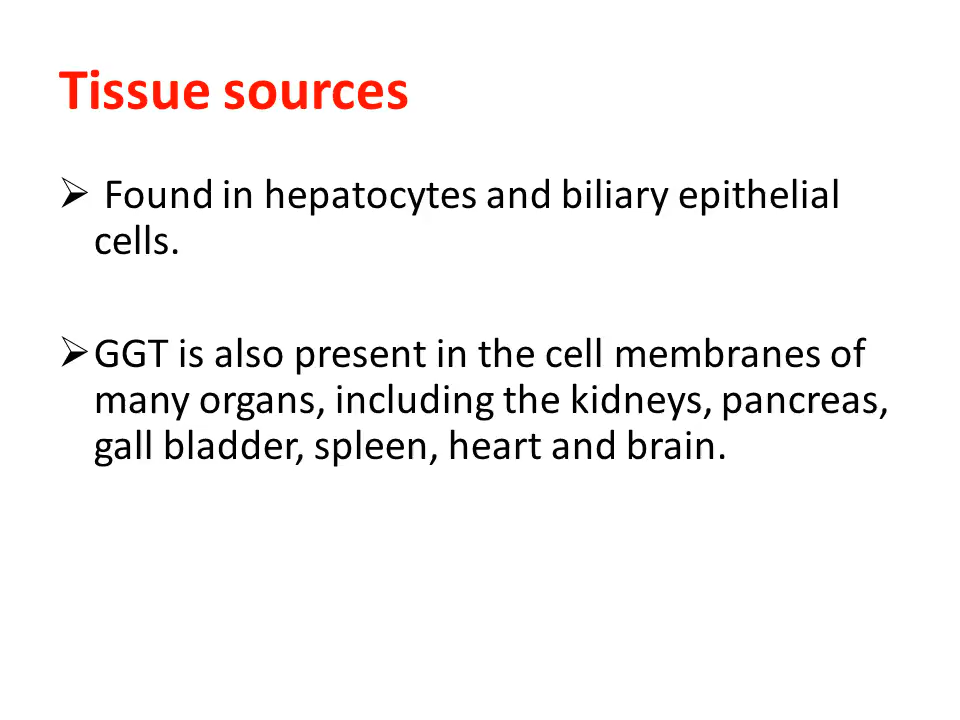 Tissue sources
➢ Found in hepatocytes and biliary epithelial
cells.
➢ GGT is also present in the cell membranes of
many organs, including the kidneys, pancreas,
gall bladder, spleen, heart and brain.